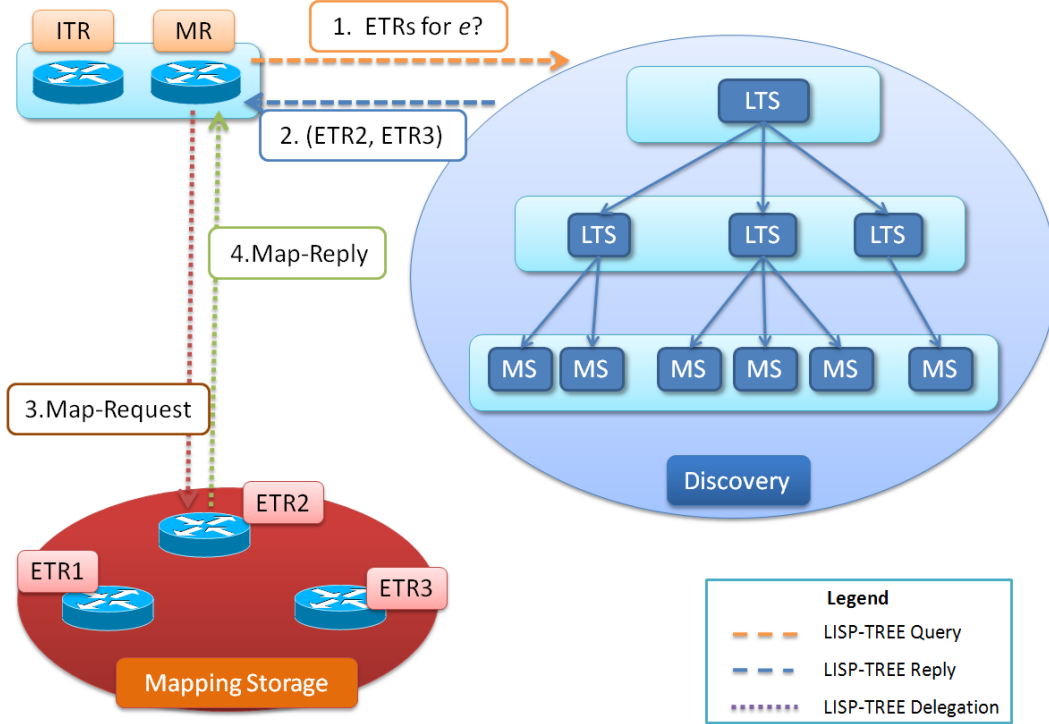 ITR
MR
1. ETRs for e?
2. (ETR2, ETR3)
4.Map-Reply
3.Map-Request
LTS
LTS
LTS
LTS
MS
MS
MS
MS
MS
MS
Discovery
ETR2
ETR1
ETR3
Mapping Storage
Legend
LISP-TREE Query
LISP-TREE Reply
LISP-TREE Delegation